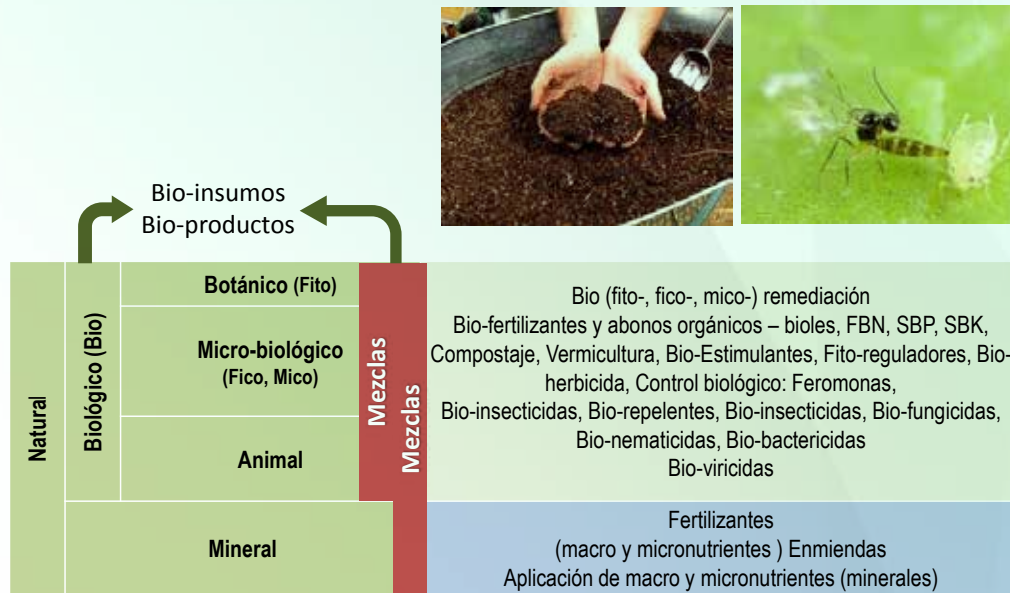 Bio-insumos
Bio-productos
Natural
Biológico (Bio)
Botánico (Fito)
Micro-biológico
(Fico, Mico)
Animal
Mineral
Mezclas
Mezclas
Bio (fito-, fico-, mico-) remediación
Bio-fertilizantes y abonos orgánicos – bioles, FBN, SBP, SBK,
Compostaje, Vermicultura, Bio-Estimulantes, Fito-reguladores, Bio-
herbicida, Control biológico: Feromonas,
Bio-insecticidas, Bio-repelentes, Bio-insecticidas, Bio-fungicidas,
Bio-nematicidas, Bio-bactericidas
Bio-viricidas
Fertilizantes
(macro y micronutrientes ) Enmiendas
Aplicación de macro y micronutrientes (minerales)